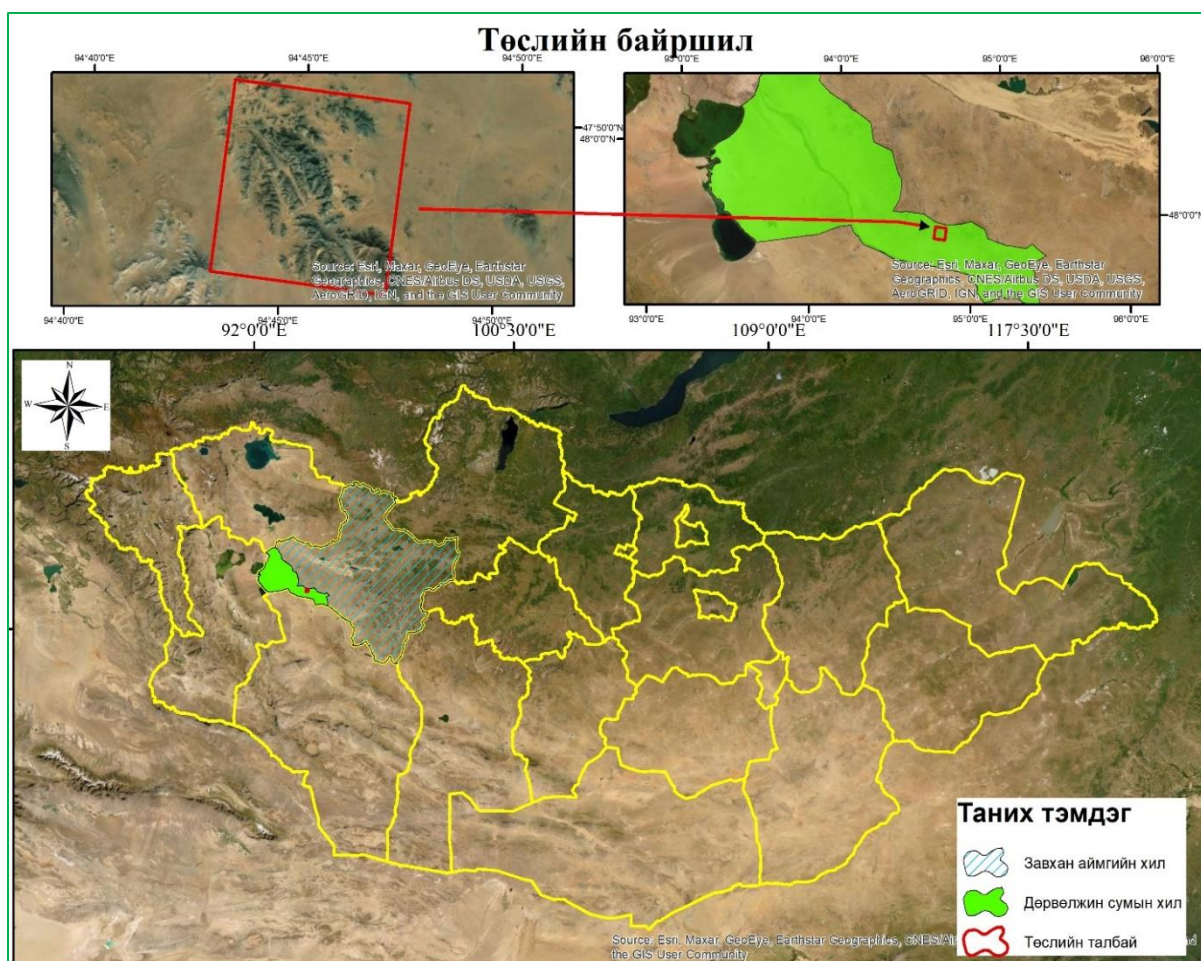 Төслийн байршил
94°40'0"E 94°45'0"E 94°50'0"E
93°0'0"E 94°0'0"E 95°0'0"E 96°0'0"E
47°50'0"N
48°0'0"N
48°0'0"N
Source: Esri, Maxar, GeoEye, Earthstar
Geographics, CNES/Airbus DS, USDA, USGS,
AeroGRID, IGN, and the GIS User Community
Source: Esri, Maxar, GeoEye, Earthstar
Geographics, CNES/Airbus DS, USDA, USGS,
AeroGRID, IGN, and the GIS User Community
94°40'0"E 94°45'0"E 94°50'0"E
93°0'0"E 94°0'0"E 95°0'0"E 96°0'0"E
92°0'0"E 100°30'0"E 109°0'0"E 117°30'0"E
N
W E
S
Таних тэмдэг
Завхан аймгийн хил
Дөрвөлжин сумын хил
Төслийн талбай
Source: Esri, Maxar, GeoEye, Earthstar Geographics,
the GIS User Community